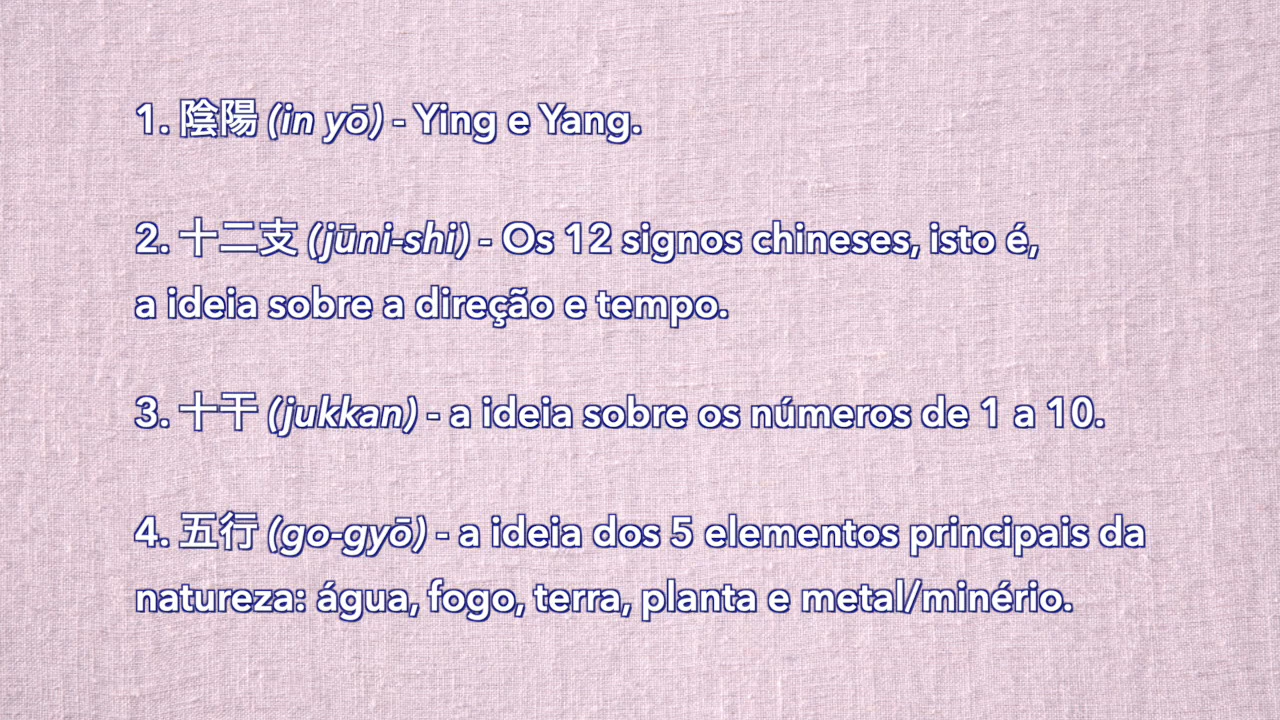 1. 陰陽 (in yō) - Ying e Yang.
2. 十二支 (jūni-shi) - Os 12 signos chineses, isto é,
a ideia sobre a direção e tempo.
3. 十干 (jukkan) - a ideia sobre os números de 1 a 10.
4. 五行 (go-gyō) - a ideia dos 5 elementos principais da
natureza: água, fogo, terra, planta e metal/minério.